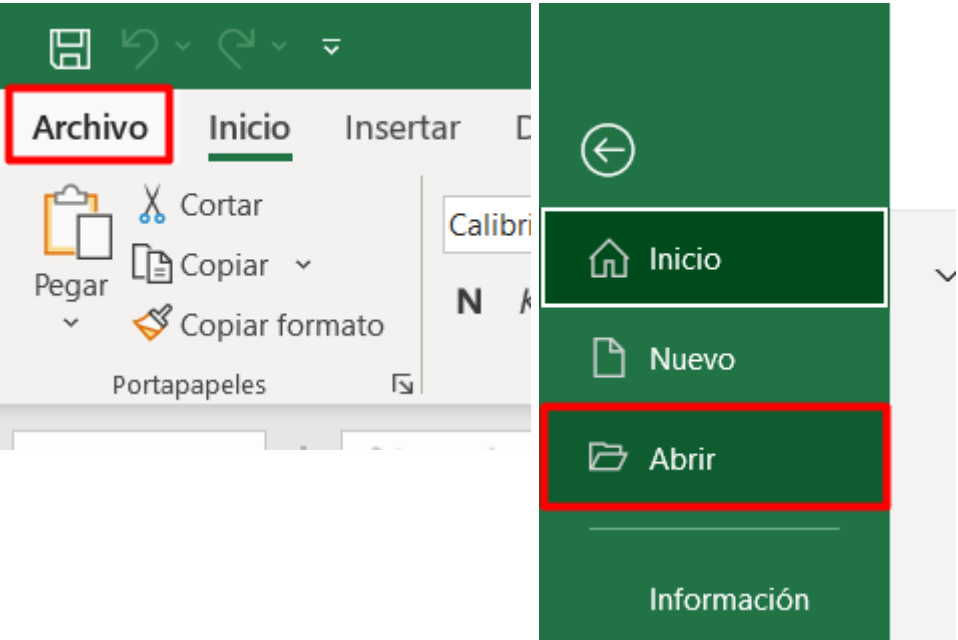 Archivo Inicio Insertar
Pegar
Cortar
Copiar
Copiar formato
Portapapeles
Calibri
N
Inicio
Nuevo
Abrir
Información